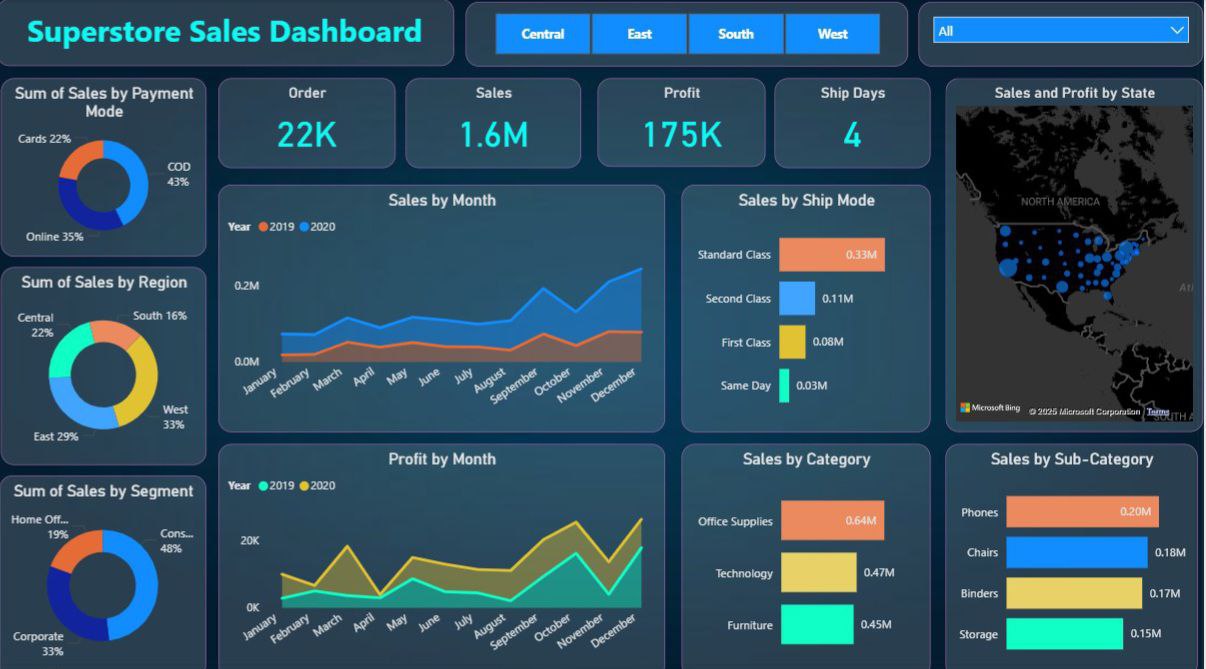 Superstore Sales Dashboard
Central
East
South
West
All
Sum of Sales by Payment
Mode
Cards 22%
COD
43%
Online 35%
Order
22K
Sales
1.6M
Profit
175K
Ship Days
4
Sales and Profit by State
NORTH AMERICA
Atl
Microsoft Bing
© 2025 Microsoft Corporation Terms
SOUTH A
Sum of Sales by Region
Central
22%
South 16%
West
33%
East 29%
Sales by Month
Year 2019 2020
0.2M
0.0M
January
February
March
April
May
June
July
August
September
October
November
December
Sales by Ship Mode
Standard Class 0.33M
Second Class 0.11M
First Class 0.08M
Same Day 0.03M
Sum of Sales by Segment
Home Off...
19%
Cons...
48%
Corporate
33%
Profit by Month
Year 2019 2020
20K
0K
January
February
March
April
May
June
July
August
September
October
November
December
Sales by Category
Office Supplies 0.64M
Technology 0.47M
Furniture 0.45M
Sales by Sub-Category
Phones 0.20M
Chairs 0.18M
Binders 0.17M
Storage 0.15M